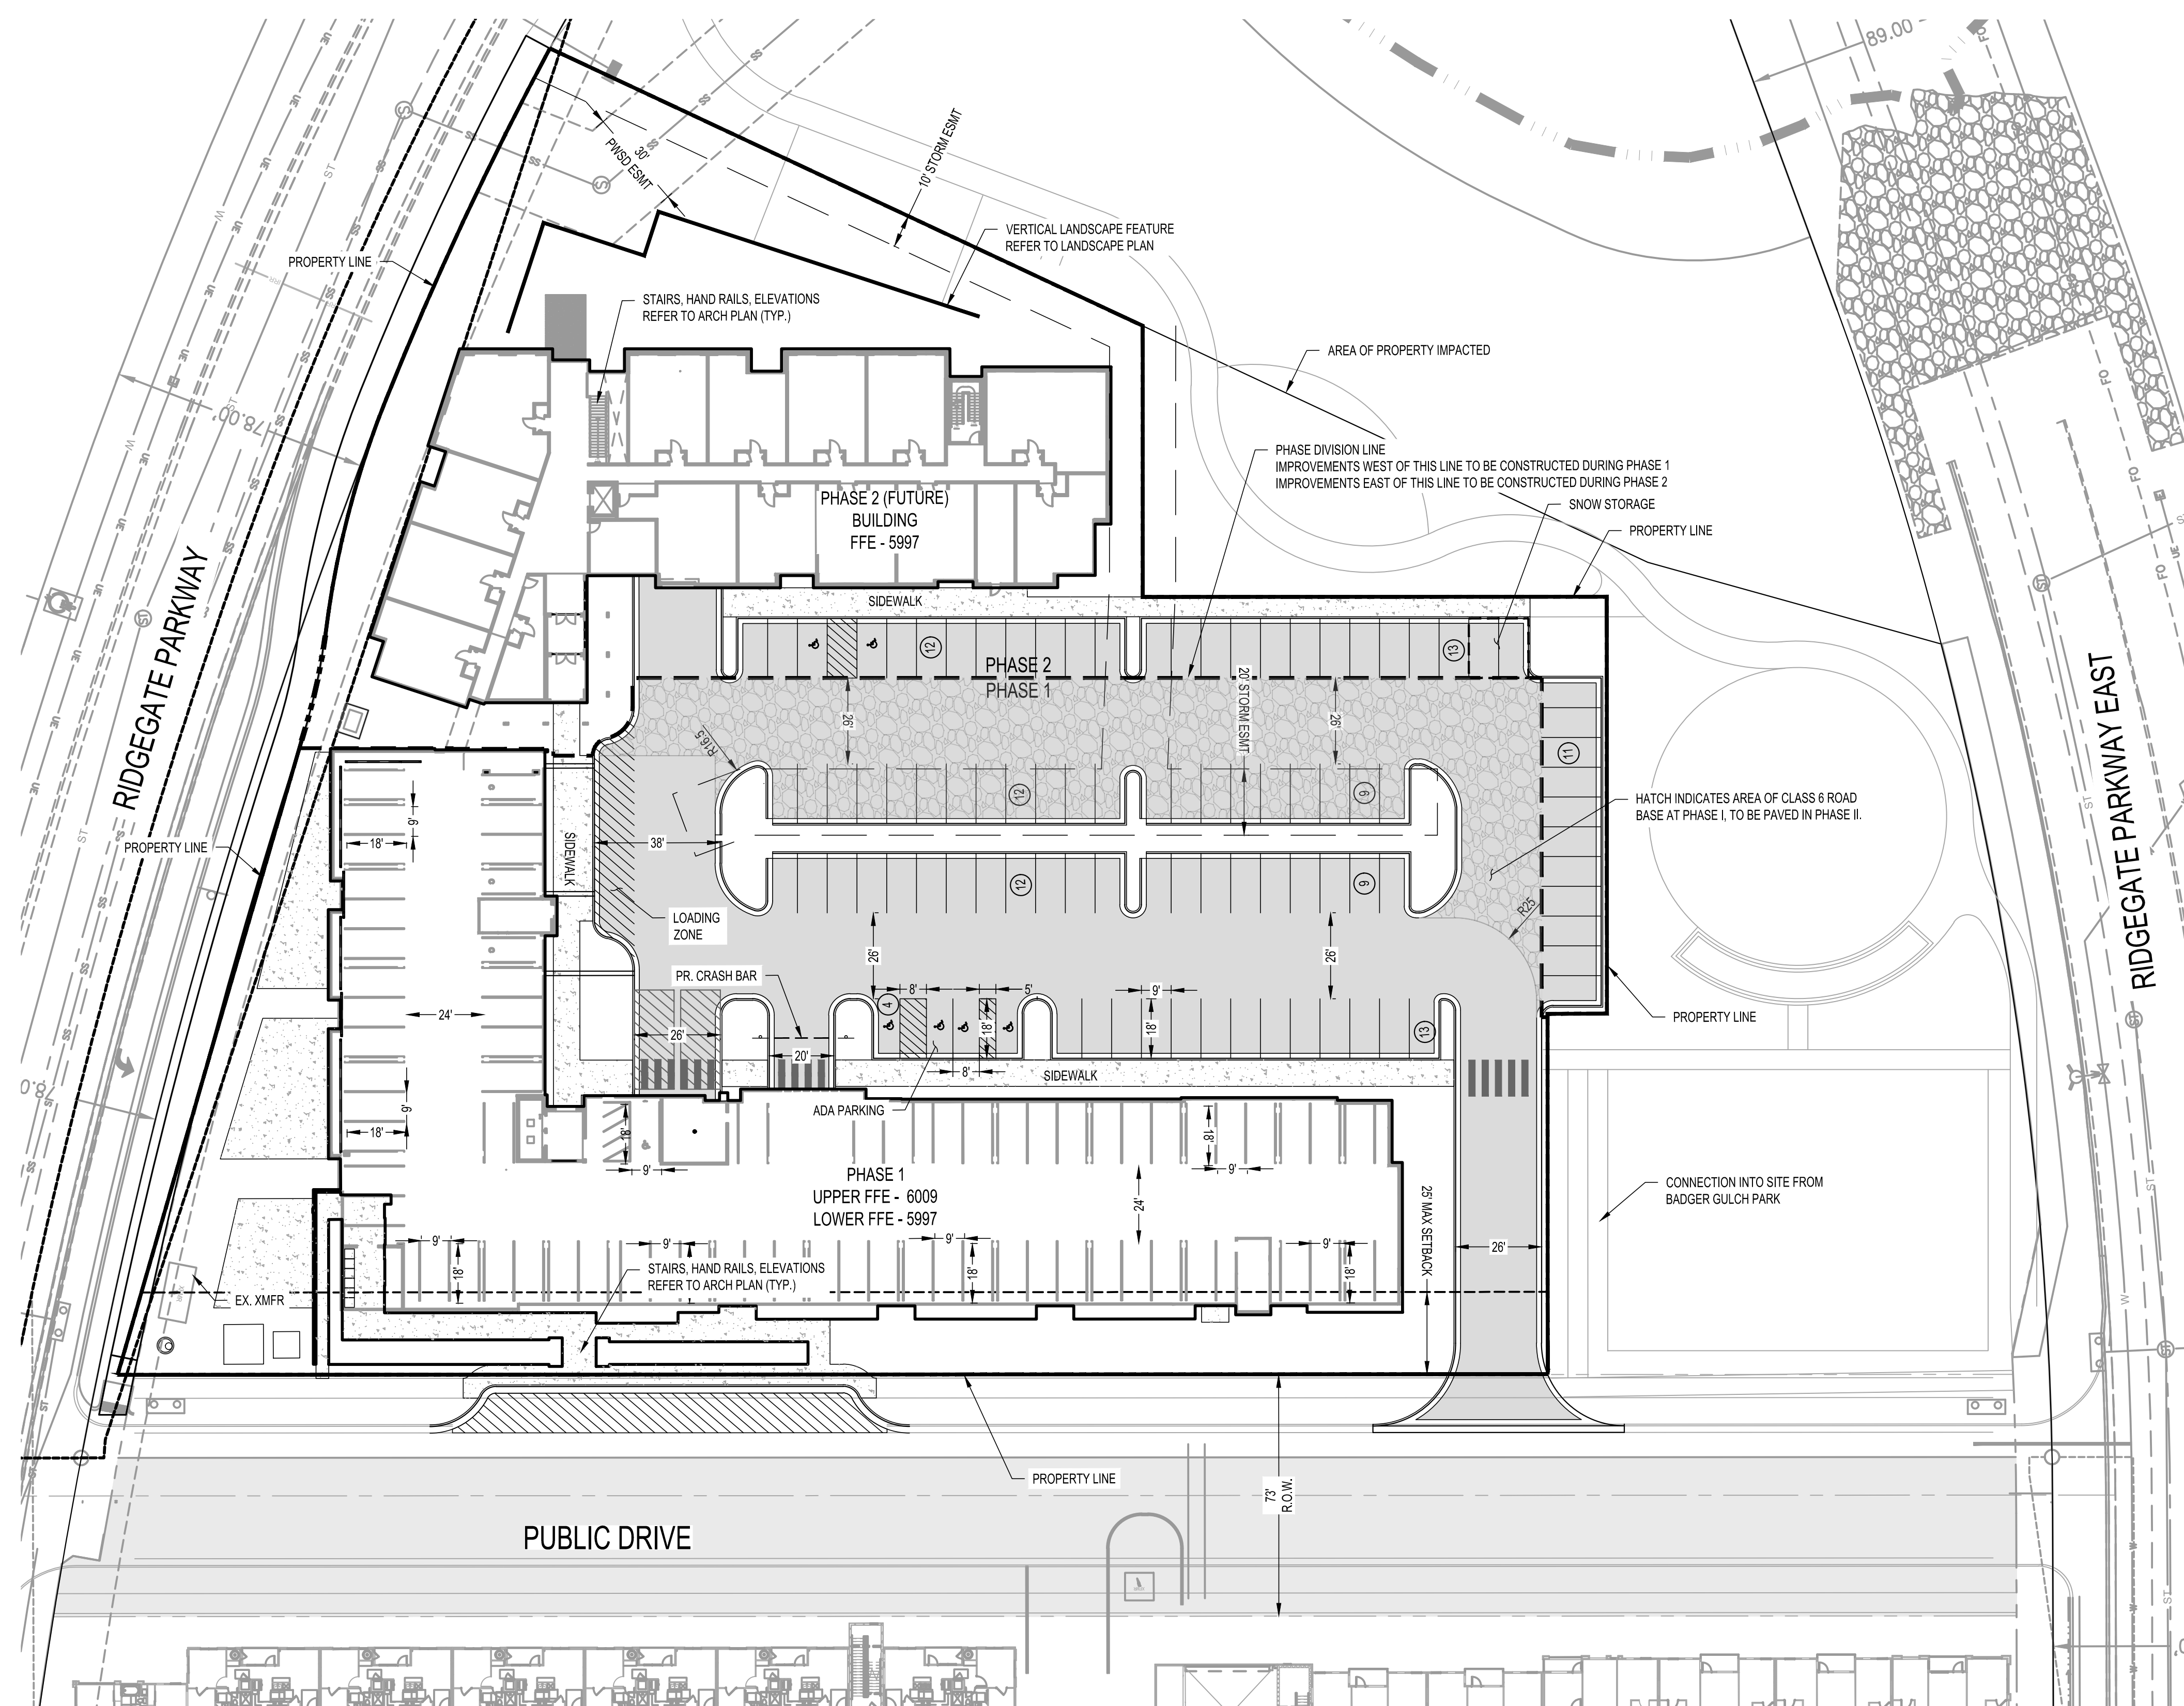 89.00
10' STORM ESMT
30'
PWSD ESMT
VERTICAL LANDSCAPE FEATURE
REFER TO LANDSCAPE PLAN
PROPERTY LINE
STAIRS, HAND RAILS, ELEVATIONS
REFER TO ARCH PLAN (TYP.)
AREA OF PROPERTY IMPACTED
178.00'
PHASE DIVISION LINE
IMPROVEMENTS WEST OF THIS LINE TO BE CONSTRUCTED DURING PHASE 1
IMPROVEMENTS EAST OF THIS LINE TO BE CONSTRUCTED DURING PHASE 2
SNOW STORAGE
PROPERTY LINE
PHASE 2 (FUTURE)
BUILDING
FFE - 5997
RIDGEGATE PARKWAY
SIDEWALK
12
13
PHASE 2
PHASE 1
26'
20' STORM ESMT
26'
R16.5
11
RIDGEGATE PARKWAY EAST
12
9
HATCH INDICATES AREA OF CLASS 6 ROAD
BASE AT PHASE I, TO BE PAVED IN PHASE II.
9'
18'
PROPERTY LINE
SIDEWALK
38'
12
9
R25
LOADING
ZONE
26'
26'
PR. CRASH BAR
8'
5'
9'
4
18'
18'
13
PROPERTY LINE
24'
26'
20'
8'
SIDEWALK
78.0
9'
18'
ADA PARKING
18'
9'
18'
9'
PHASE 1
UPPER FFE - 6009
LOWER FFE - 5997
24'
25' MAX SETBACK
CONNECTION INTO SITE FROM
BADGER GULCH PARK
9'
18'
9'
9'
18'
9'
18'
26'
STAIRS, HAND RAILS, ELEVATIONS
REFER TO ARCH PLAN (TYP.)
EX. XMFR
PROPERTY LINE
73'
R.O.W.
PUBLIC DRIVE